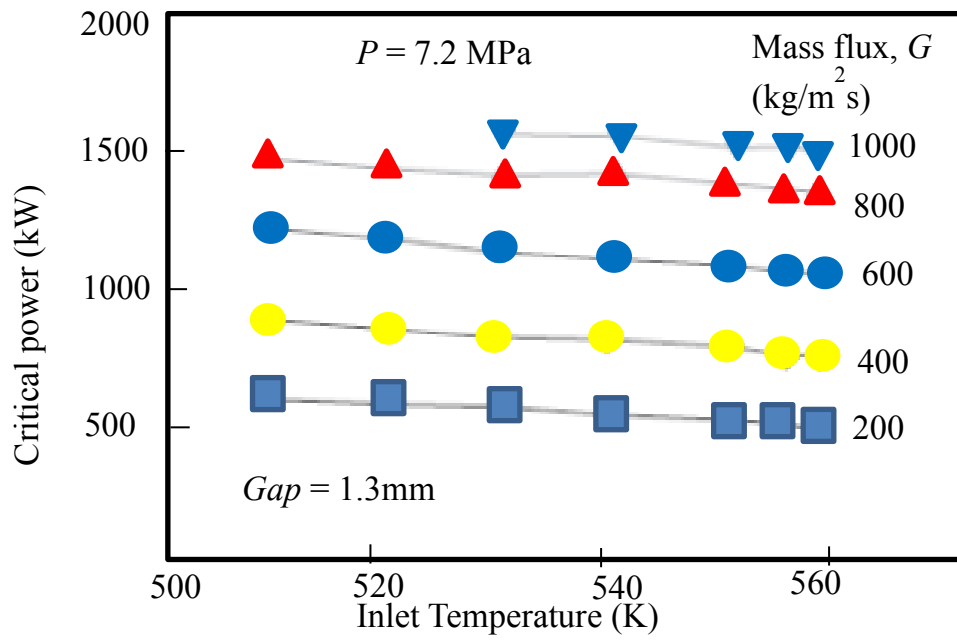 2000
P = 7.2 MPa
Mass flux, G
(kg/m²s)
1500
1000
800
1000
600
400
500
200
Critical power (kW)
Gap = 1.3mm
500
520
540
560
Inlet Temperature (K)